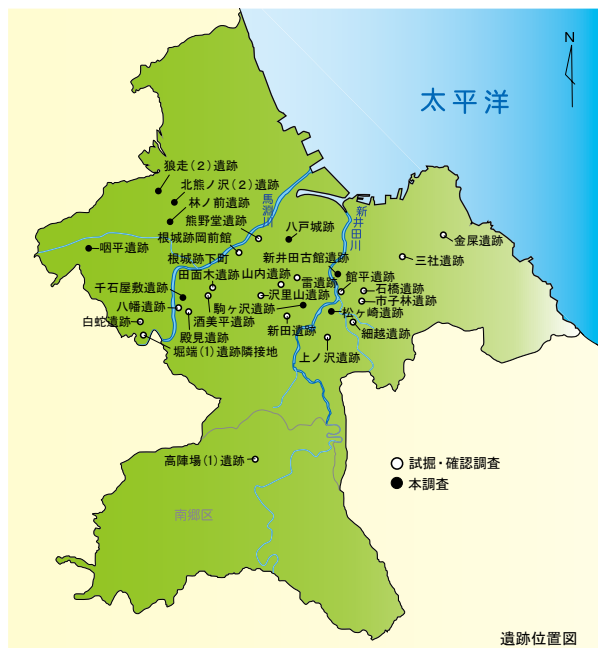 N
太平洋
狼走(2)遺跡
北熊ノ沢(2)遺跡
林ノ前遺跡
熊野堂遺跡
馬淵川
新井田川
八戸城跡
金屎遺跡
根城跡岡前館
三社遺跡
咽平遺跡
根城跡下町
新井田古館遺跡
田面木遺跡
山内遺跡
雷遺跡
館平遺跡
千石屋敷遺跡
沢里山遺跡
石橋遺跡
八幡遺跡
駒ヶ沢遺跡
市子林遺跡
白蛇遺跡
酒美平遺跡
松ヶ崎遺跡
殿見遺跡
新田遺跡
細越遺跡
堀端(1)遺跡隣接地
上ノ沢遺跡
高陣場(1)遺跡
試掘・確認調査
本調査
南郷区
遺跡位置図